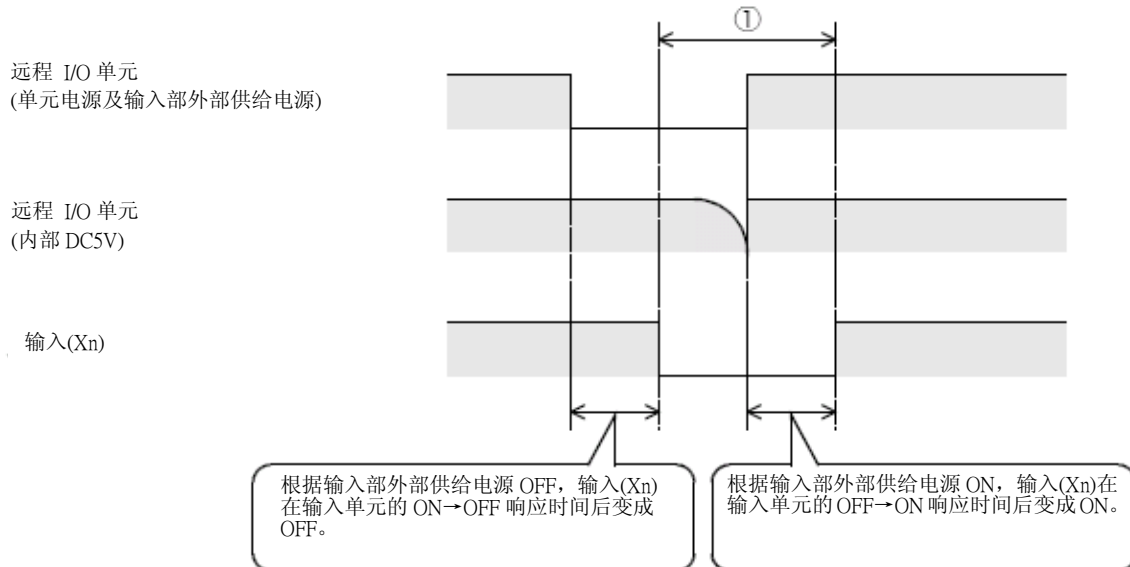 ①
远程 I/O 单元
(单元电源及输入部外部供给电源)
远程 I/O 单元
(内部 DC5V)
输入(Xn)
根据输入部外部供给电源 OFF，输入(Xn)
在输入单元的 ON→OFF 响应时间后变成
OFF。
根据输入部外部供给电源 ON，输入(Xn)在
输入单元的 OFF→ON 响应时间后变成 ON。